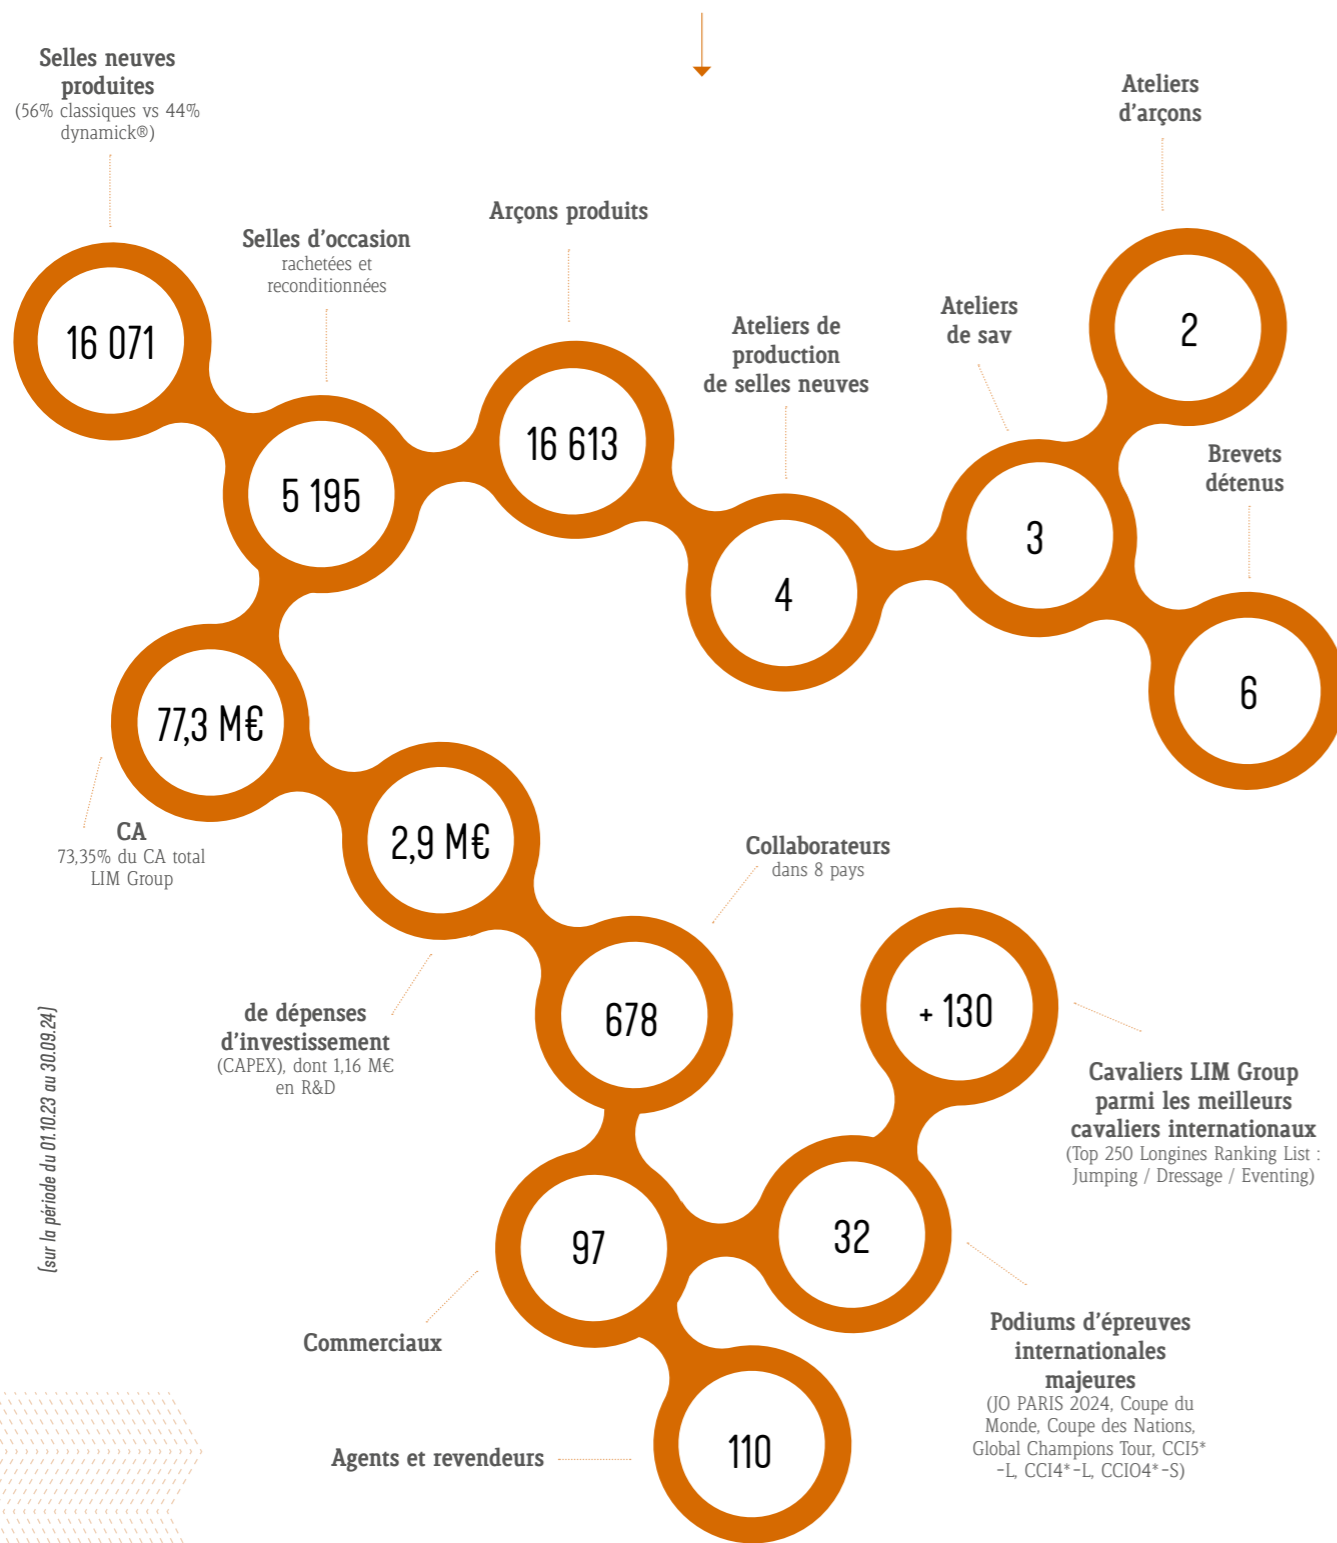 Selles neuves
produites
(56% classiques vs 44%
dynamick®)
16 071
Selles d'occasion
rachetées et
reconditionnées
5 195
Arçons produits
16 613
Ateliers de
production
de selles neuves
4
Ateliers
de sav
3
Ateliers
d'arçons
2
Brevets
détenus
6
77,3 M€
CA
73,35% du CA total
LIM Group
2,9 M€
de dépenses
d'investissement
(CAPEX), dont 1,16 M€
en R&D
Collaborateurs
dans 8 pays
678
97
Commerciaux
110
Agents et revendeurs
32
Podiums d'épreuves
internationales
majeures
(JO PARIS 2024, Coupe du
Monde, Coupe des Nations,
Global Champions Tour, CCI5*
-L, CCI4*-L, CCIO4*-S)
+ 130
Cavaliers LIM Group
parmi les meilleurs
cavaliers internationaux
(Top 250 Longines Ranking List :
Jumping / Dressage / Eventing)
(sur la période du 01.10.23 au 30.09.24)